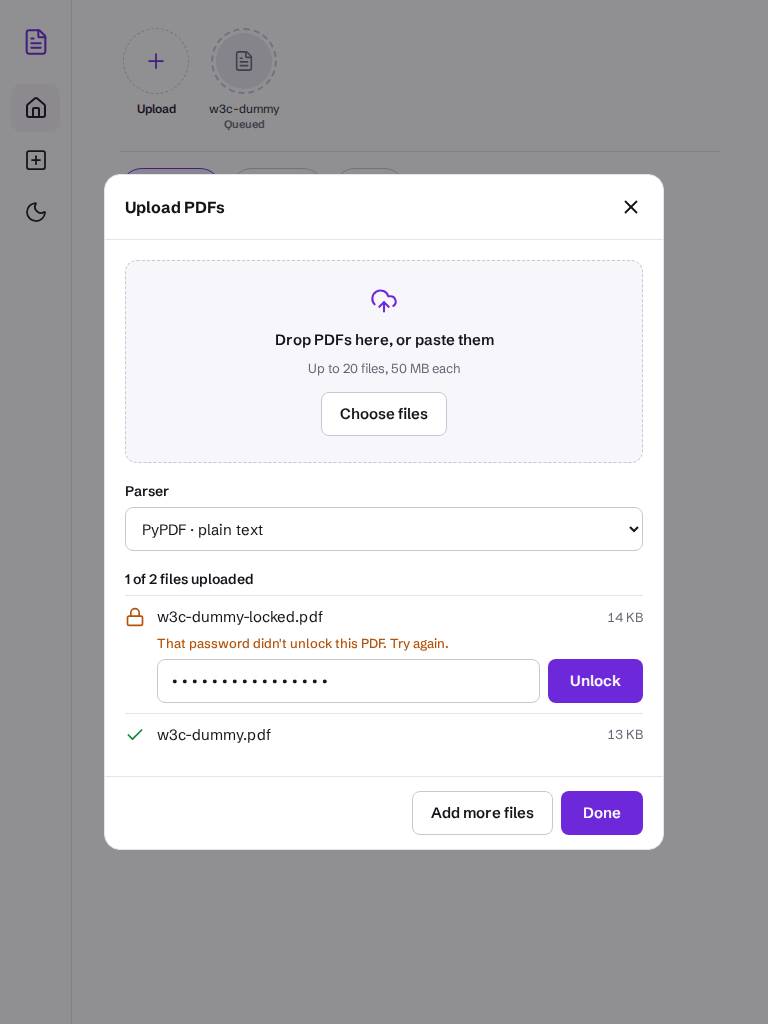 Upload
w3c-dummy
Queued
Upload PDFs
Drop PDFs here, or paste them
Up to 20 files, 50 MB each
Choose files
Parser
PyPDF · plain text
1 of 2 files uploaded
w3c-dummy-locked.pdf 14 KB
That password didn't unlock this PDF. Try again.
•••••••••••••••• Unlock
w3c-dummy.pdf 13 KB
Add more files Done